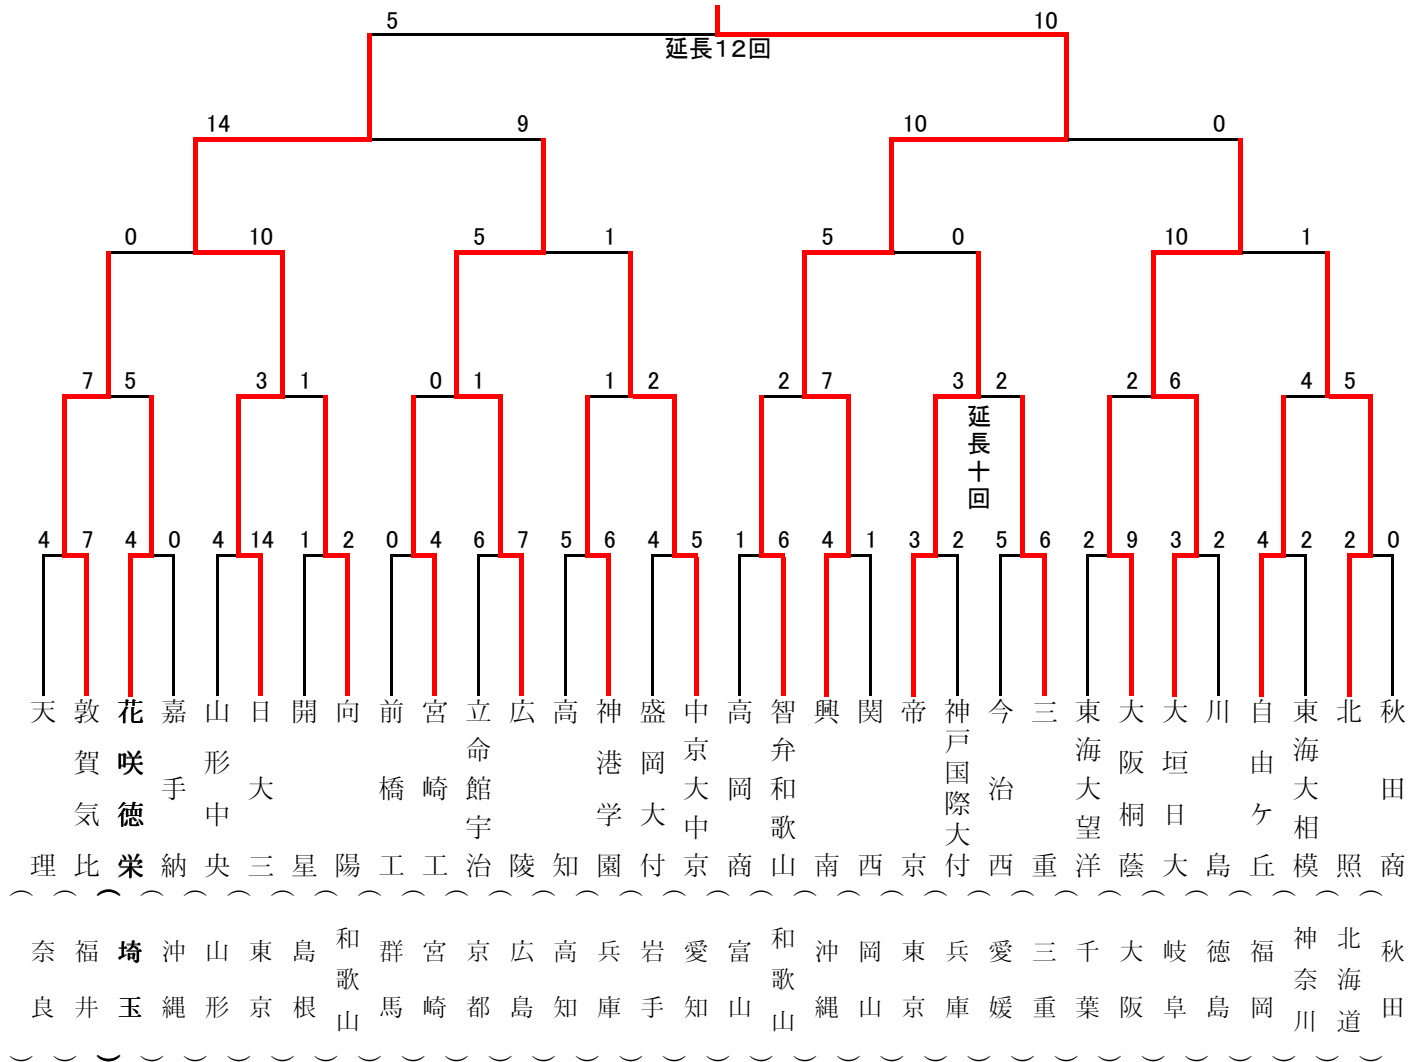 5 10
延長12回
14 9 10 0
0 10 5 1 5 0 10 1
7 5 3 1 0 1 1 2 2 7 3 2 2 6 4 5
延長十回
4 7 4 0 4 14 1 2 0 4 6 7 5 6 4 5 1 6 4 1 3 2 5 6 2 9 3 2 4 2 2 0
天理（奈良）
敦賀気比（福井）
花咲徳栄（埼玉）
嘉手納（沖縄）
山形中央（山形）
日大三（東京）
開星（島根）
向陽（和歌山）
前橋工（群馬）
宮崎工（宮崎）
立命館宇治（京都）
広陵（広島）
高知（高知）
神港学園（兵庫）
盛岡大付（岩手）
中京大中京（愛知）
高岡商（富山）
智弁和歌山（和歌山）
興南（沖縄）
関西（岡山）
帝京（東京）
神戸国際大付（兵庫）
今治西（愛媛）
三重（三重）
東海大望洋（千葉）
大阪桐蔭（大阪）
大垣日大（岐阜）
川島（徳島）
自由ケ丘（福岡）
東海大相模（神奈川）
北照（北海道）
秋田商（秋田）